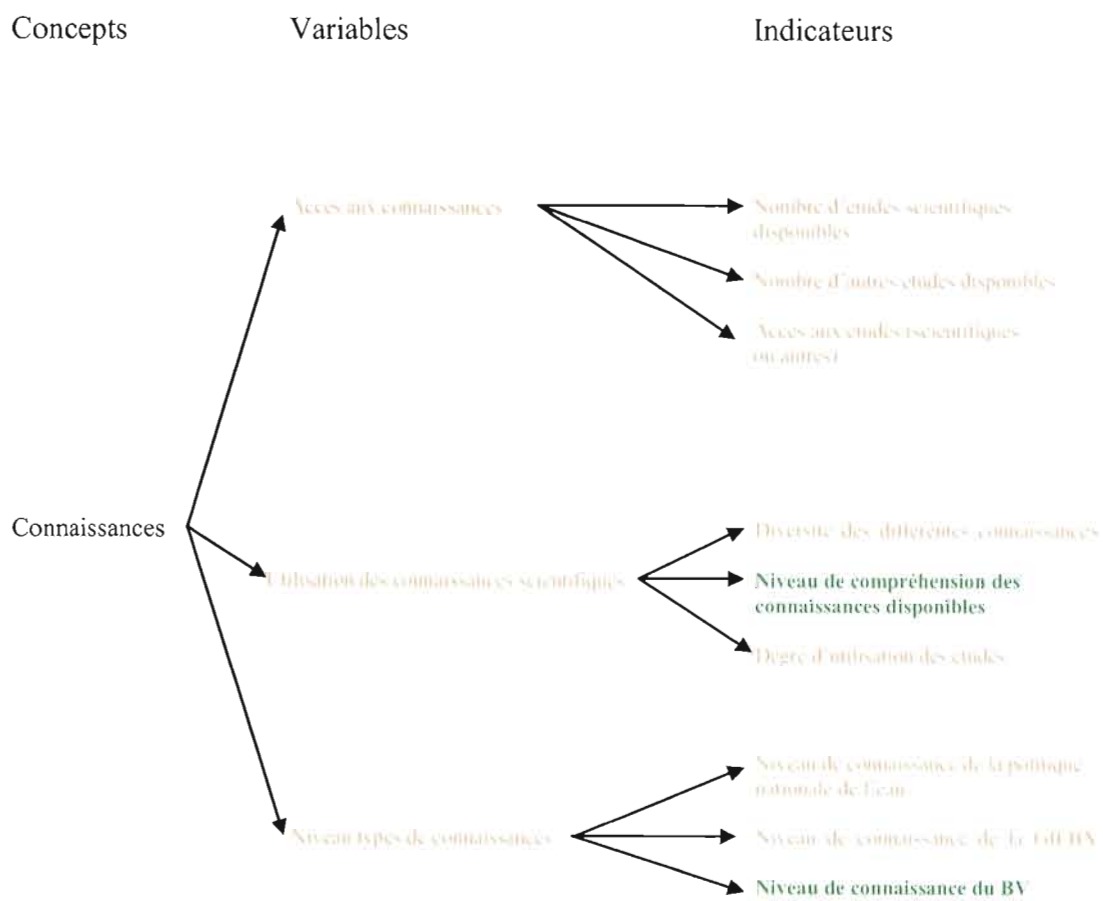 Concepts Variables Indicateurs
Accès aux connaissances
Nombre d'études scientifiques
disponibles
Nombre d'autres études disponibles
Accès aux études (scientifiques
ou autres)
Connaissances
Utilisation des connaissances scientifiques
Diversité des différentes connaissances
Niveau de compréhension des
connaissances disponibles
Degré d'utilisation des études
Niveau types de connaissances
Niveau de connaissance de la politique
nationale de l'eau
Niveau de connaissance de la
Niveau de connaissance du BV